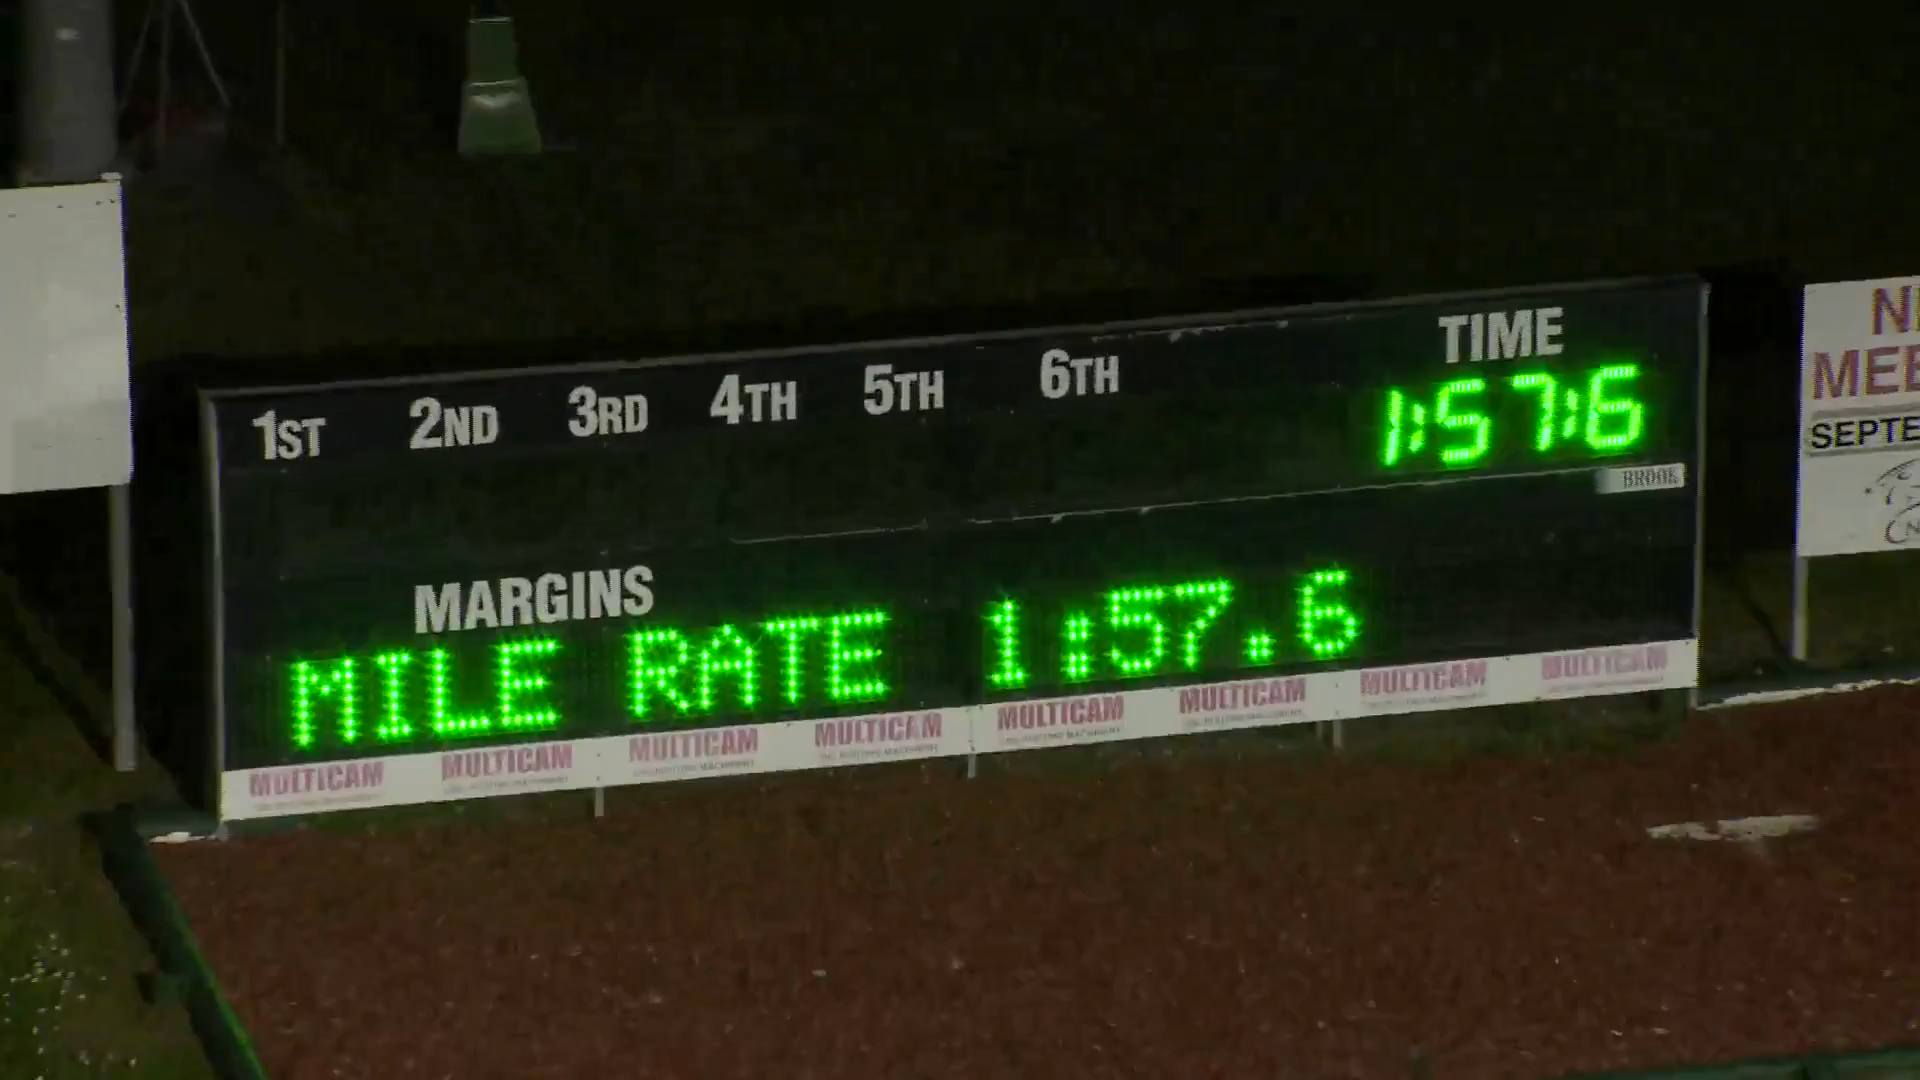 1ST 2ND 3RD 4TH 5TH 6TH TIME
1:57:6
BROOK
MARGINS
MILE RATE 1:57.6
MULTICAM MULTICAM MULTICAM MULTICAM MULTICAM MULTICAM MULTICAM MULTICAM
SEPTE